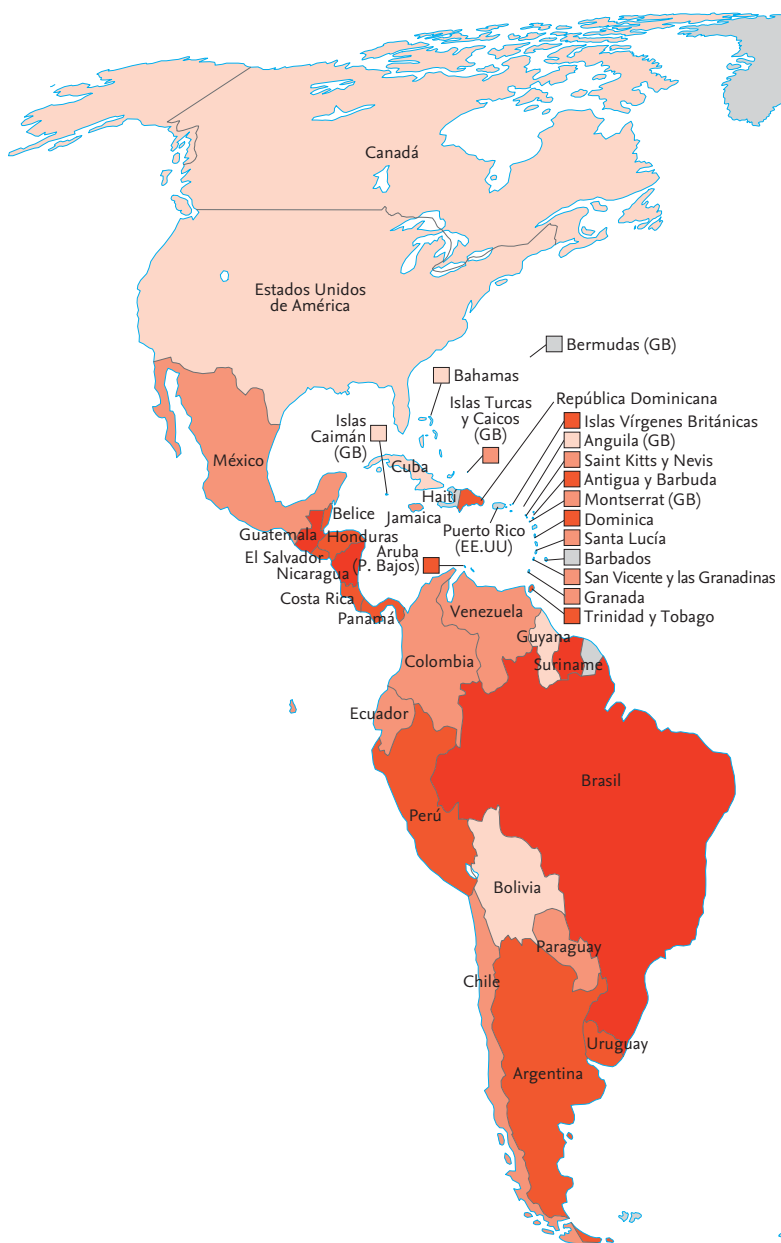 Canadá
Estados Unidos
de América
Bermudas (GB)
Bahamas
República Dominicana
Islas Turcas
y Caicos
(GB)
Islas
Caimán
(GB)
Islas Vírgenes Británicas
Anguila (GB)
Saint Kitts y Nevis
Antigua y Barbuda
Montserrat (GB)
Dominica
Santa Lucía
Barbados
San Vicente y las Granadinas
Granada
Trinidad y Tobago
México
Cuba
Haití
Jamaica
Puerto Rico
(EE.UU)
Belice
Guatemala
Honduras
El Salvador
Aruba
(P. Bajos)
Nicaragua
Costa Rica
Panamá
Venezuela
Guyana
Suriname
Colombia
Ecuador
Brasil
Perú
Bolivia
Paraguay
Chile
Uruguay
Argentina